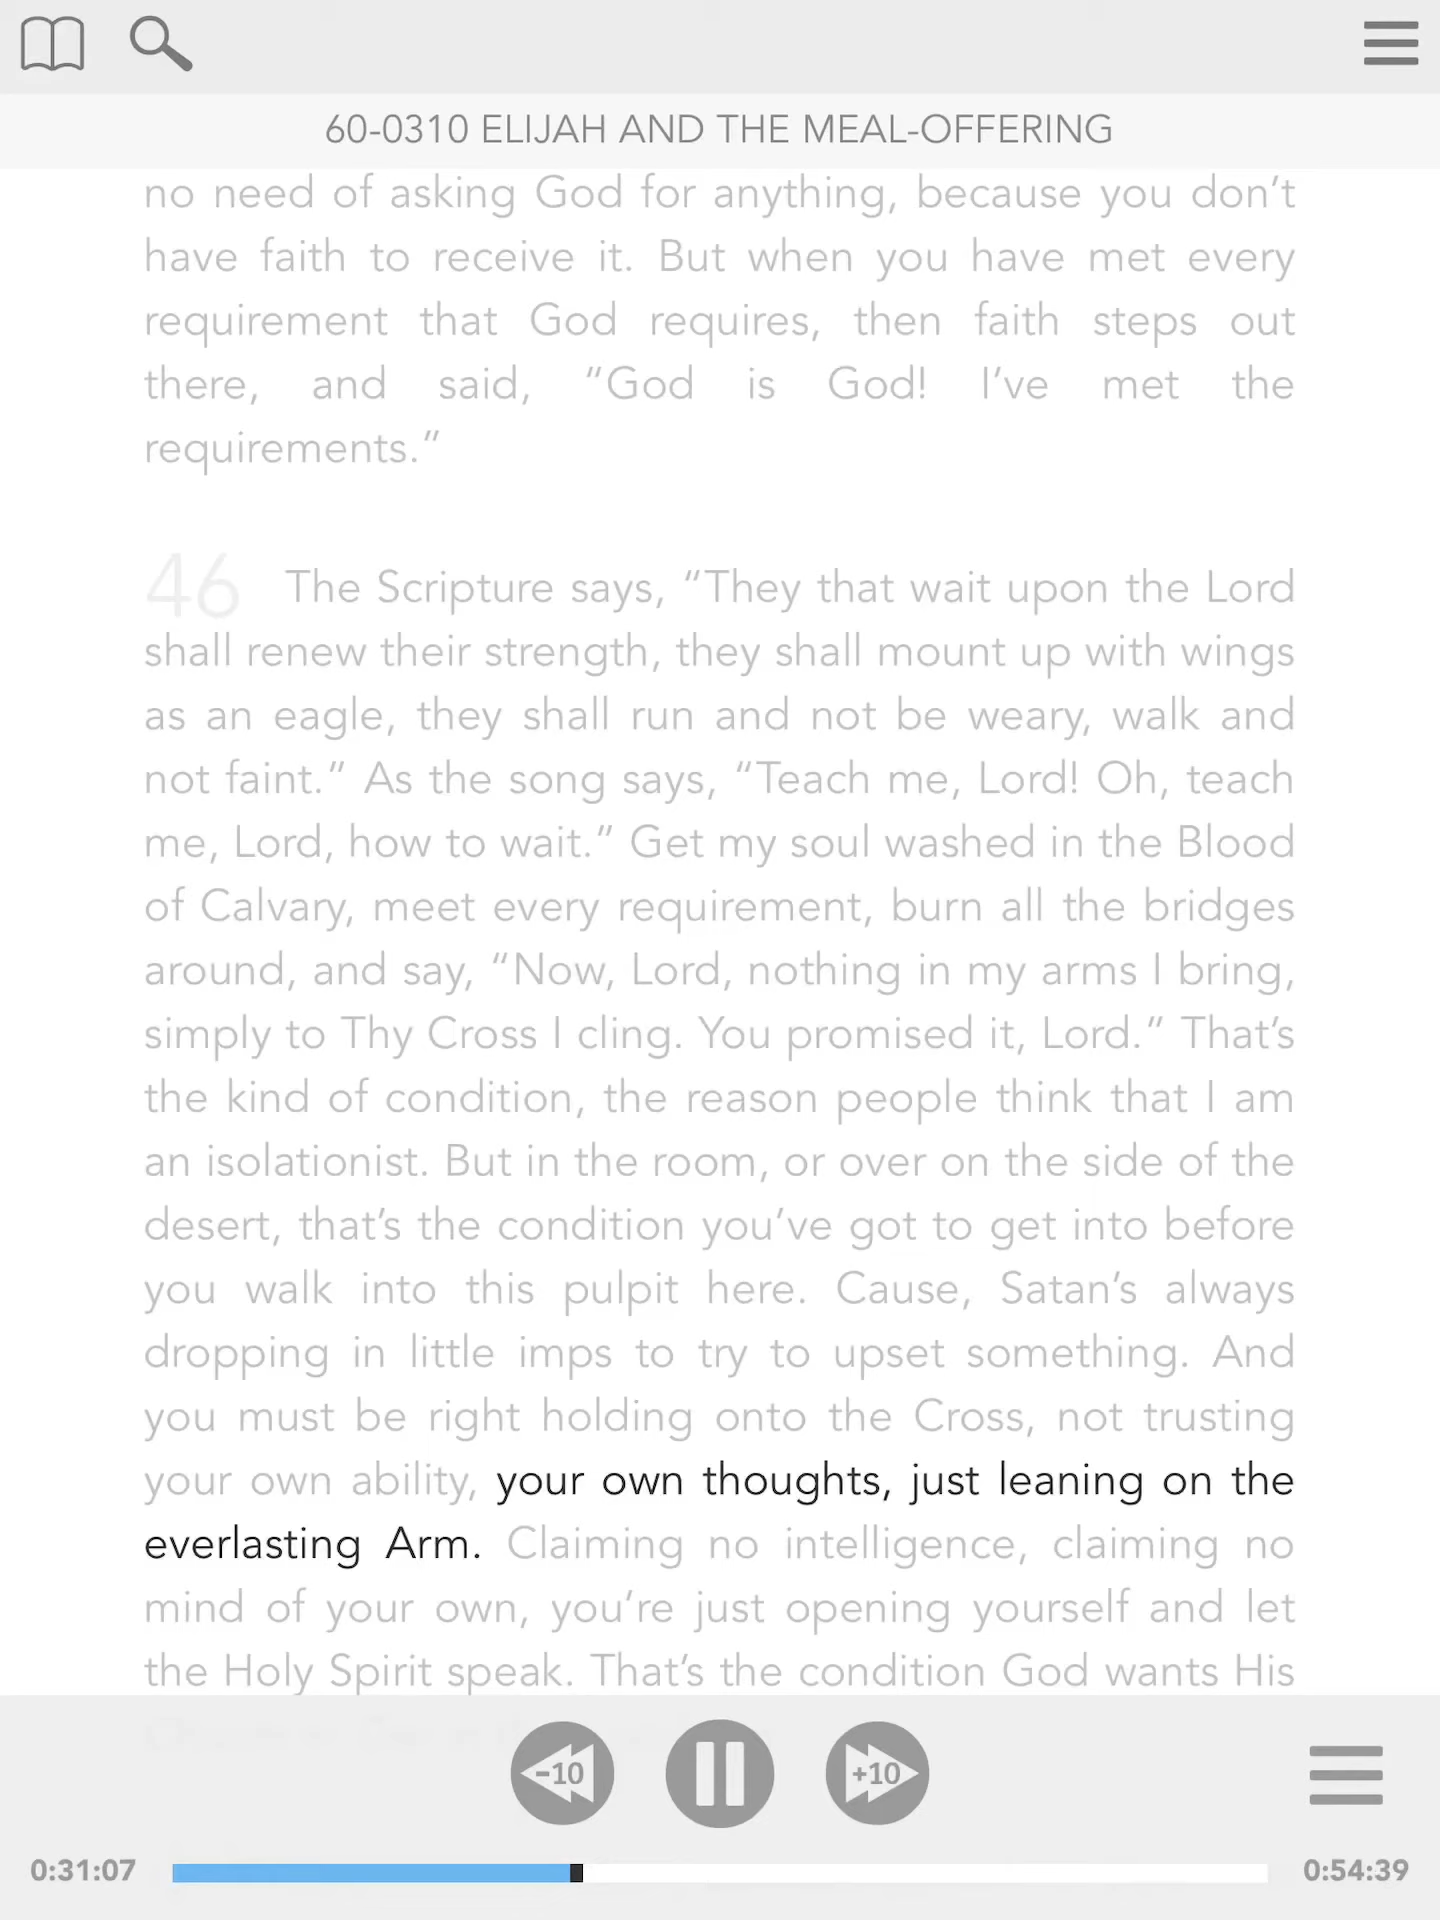 60-0310 ELIJAH AND THE MEAL-OFFERING
no need of asking God for anything, because you don’t
have faith to receive it. But when you have met every
requirement that God requires, then faith steps out
there, and said, “God is God! I’ve met the
requirements.”
46 The Scripture says, “They that wait upon the Lord
shall renew their strength, they shall mount up with wings
as an eagle, they shall run and not be weary, walk and
not faint.” As the song says, “Teach me, Lord! Oh, teach
me, Lord, how to wait.” Get my soul washed in the Blood
of Calvary, meet every requirement, burn all the bridges
around, and say, “Now, Lord, nothing in my arms I bring,
simply to Thy Cross I cling. You promised it, Lord.” That’s
the kind of condition, the reason people think that I am
an isolationist. But in the room, or over on the side of the
desert, that’s the condition you’ve got to get into before
you walk into this pulpit here. Cause, Satan’s always
dropping in little imps to try to upset something. And
you must be right holding onto the Cross, not trusting
your own ability, your own thoughts, just leaning on the
everlasting Arm. Claiming no intelligence, claiming no
mind of your own, you’re just opening yourself and let
the Holy Spirit speak. That’s the condition God wants His
-10 +10
0:31:07 0:54:39